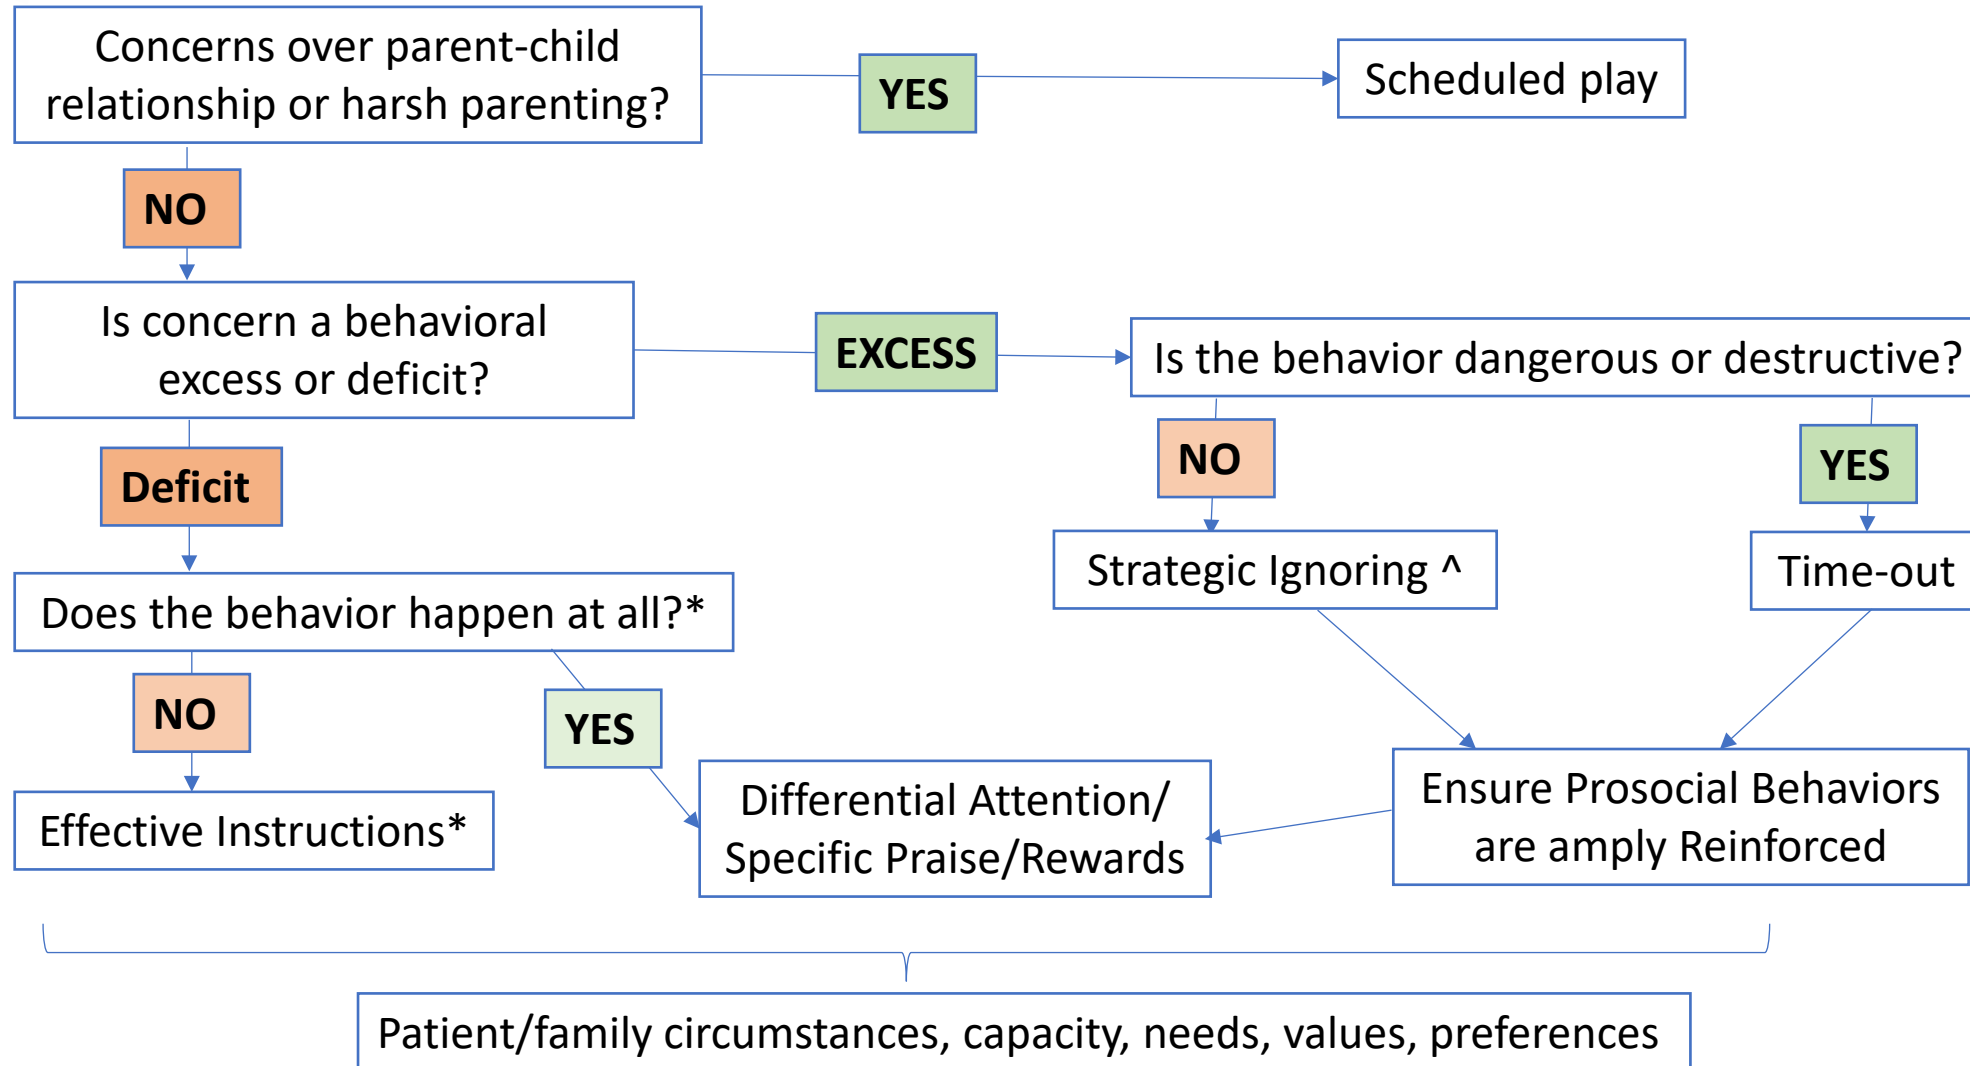 Concerns over parent-child
relationship or harsh parenting?
YES
Scheduled play
NO
Is concern a behavioral
excess or deficit?
EXCESS
Is the behavior dangerous or destructive?
Deficit
NO
YES
Strategic Ignoring ^
Time-out
Does the behavior happen at all?*
NO
YES
Effective Instructions*
Differential Attention/
Specific Praise/Rewards
Ensure Prosocial Behaviors
are amply Reinforced
Patient/family circumstances, capacity, needs, values, preferences